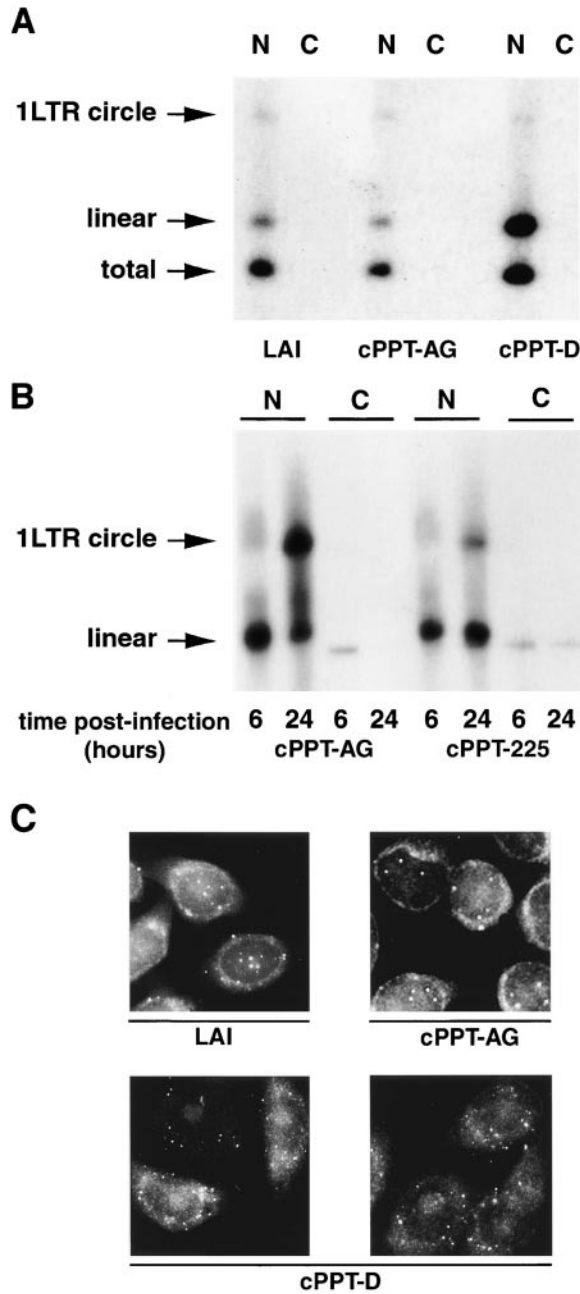 A
N C N C N C
1LTR circle
linear
total
LAI cPPT-AG cPPT-D
B
N C N C
1LTR circle
linear
time post-infection 6 24 6 24 6 24 6 24
(hours) cPPT-AG cPPT-225
C
LAI cPPT-AG
cPPT-D